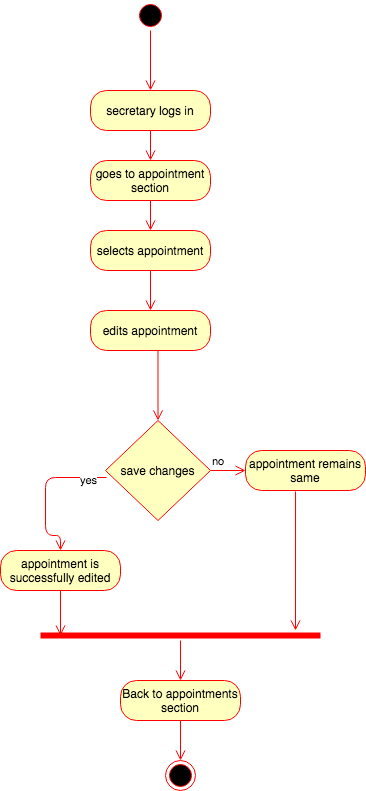 secretary logs in
goes to appointment
section
selects appointment
edits appointment
save changes
no
appointment remains
same
yes
appointment is
successfully edited
Back to appointments
section